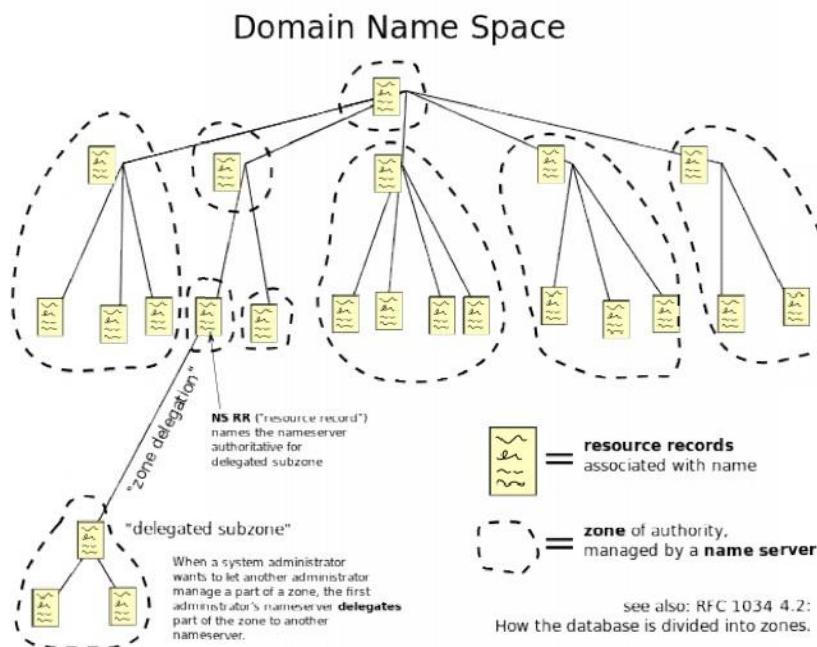 Domain Name Space
"zone delegation"
NS RR ("resource record")
names the nameserver
authoritative for
delegated subzone
"delegated subzone"
When a system administrator
wants to let another administrator
manage a part of a zone, the first
administrator's nameserver delegates
part of the zone to another
nameserver.
= resource records
associated with name
= zone of authority,
managed by a name server
see also: RFC 1034 4.2:
How the database is divided into zones.